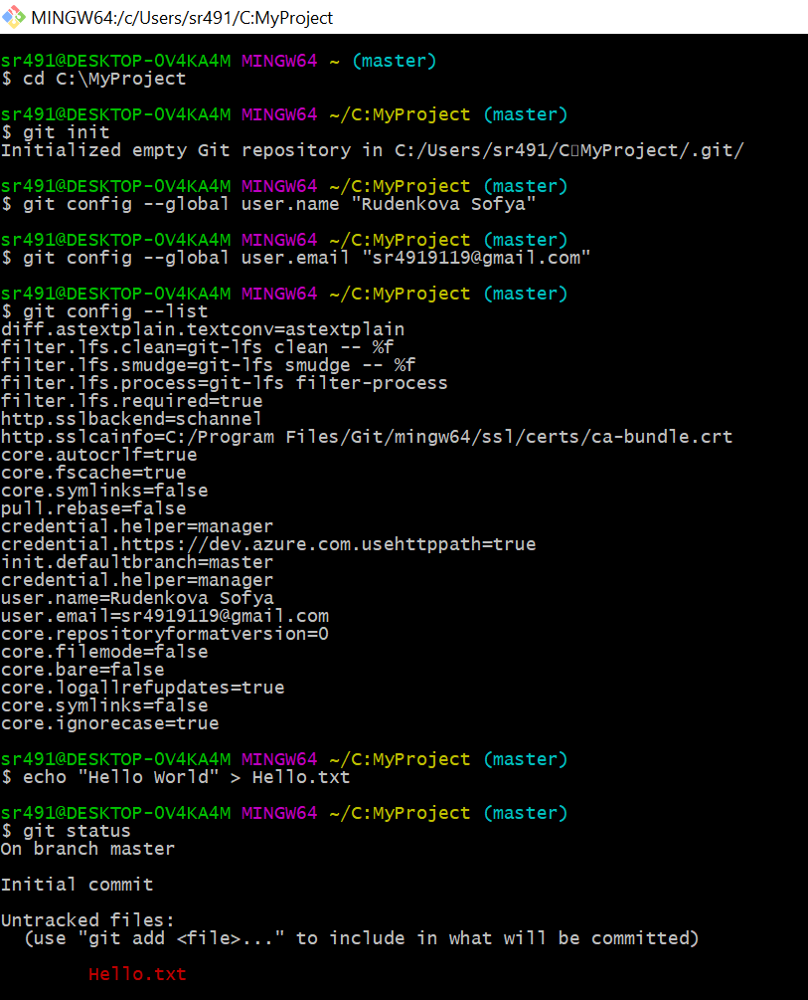 MINGW64:/c/Users/sr491/C:MyProject
sr491@DESKTOP-OV4KA4M MINGW64 ~ (master)
$ cd C:\MyProject
sr491@DESKTOP-OV4KA4M MINGW64 ~/C:MyProject (master)
$ git init
Initialized empty Git repository in C:/Users/sr491/C▯MyProject/.git/
sr491@DESKTOP-OV4KA4M MINGW64 ~/C:MyProject (master)
$ git config --global user.name "Rudenkova Sofya"
sr491@DESKTOP-OV4KA4M MINGW64 ~/C:MyProject (master)
$ git config --global user.email "sr4919119@gmail.com"
sr491@DESKTOP-OV4KA4M MINGW64 ~/C:MyProject (master)
$ git config --list
diff.astextplain.textconv=astextplain
filter.lfs.clean=git-lfs clean -- %f
filter.lfs.smudge=git-lfs smudge -- %f
filter.lfs.process=git-lfs filter-process
filter.lfs.required=true
http.sslbackend=schannel
http.sslcainfo=C:/Program Files/Git/mingw64/ssl/certs/ca-bundle.crt
core.autocrlf=true
core.fscache=true
core.symlinks=false
pull.rebase=false
credential.helper=manager
credential.https://dev.azure.com.usehttppath=true
init.defaultbranch=master
credential.helper=manager
user.name=Rudenkova Sofya
user.email=sr4919119@gmail.com
core.repositoryformatversion=0
core.filemode=false
core.bare=false
core.logallrefupdates=true
core.symlinks=false
core.ignorecase=true
sr491@DESKTOP-OV4KA4M MINGW64 ~/C:MyProject (master)
$ echo "Hello World" > Hello.txt
sr491@DESKTOP-OV4KA4M MINGW64 ~/C:MyProject (master)
$ git status
On branch master
Initial commit
Untracked files:
(use "git add <file>..." to include in what will be committed)
Hello.txt